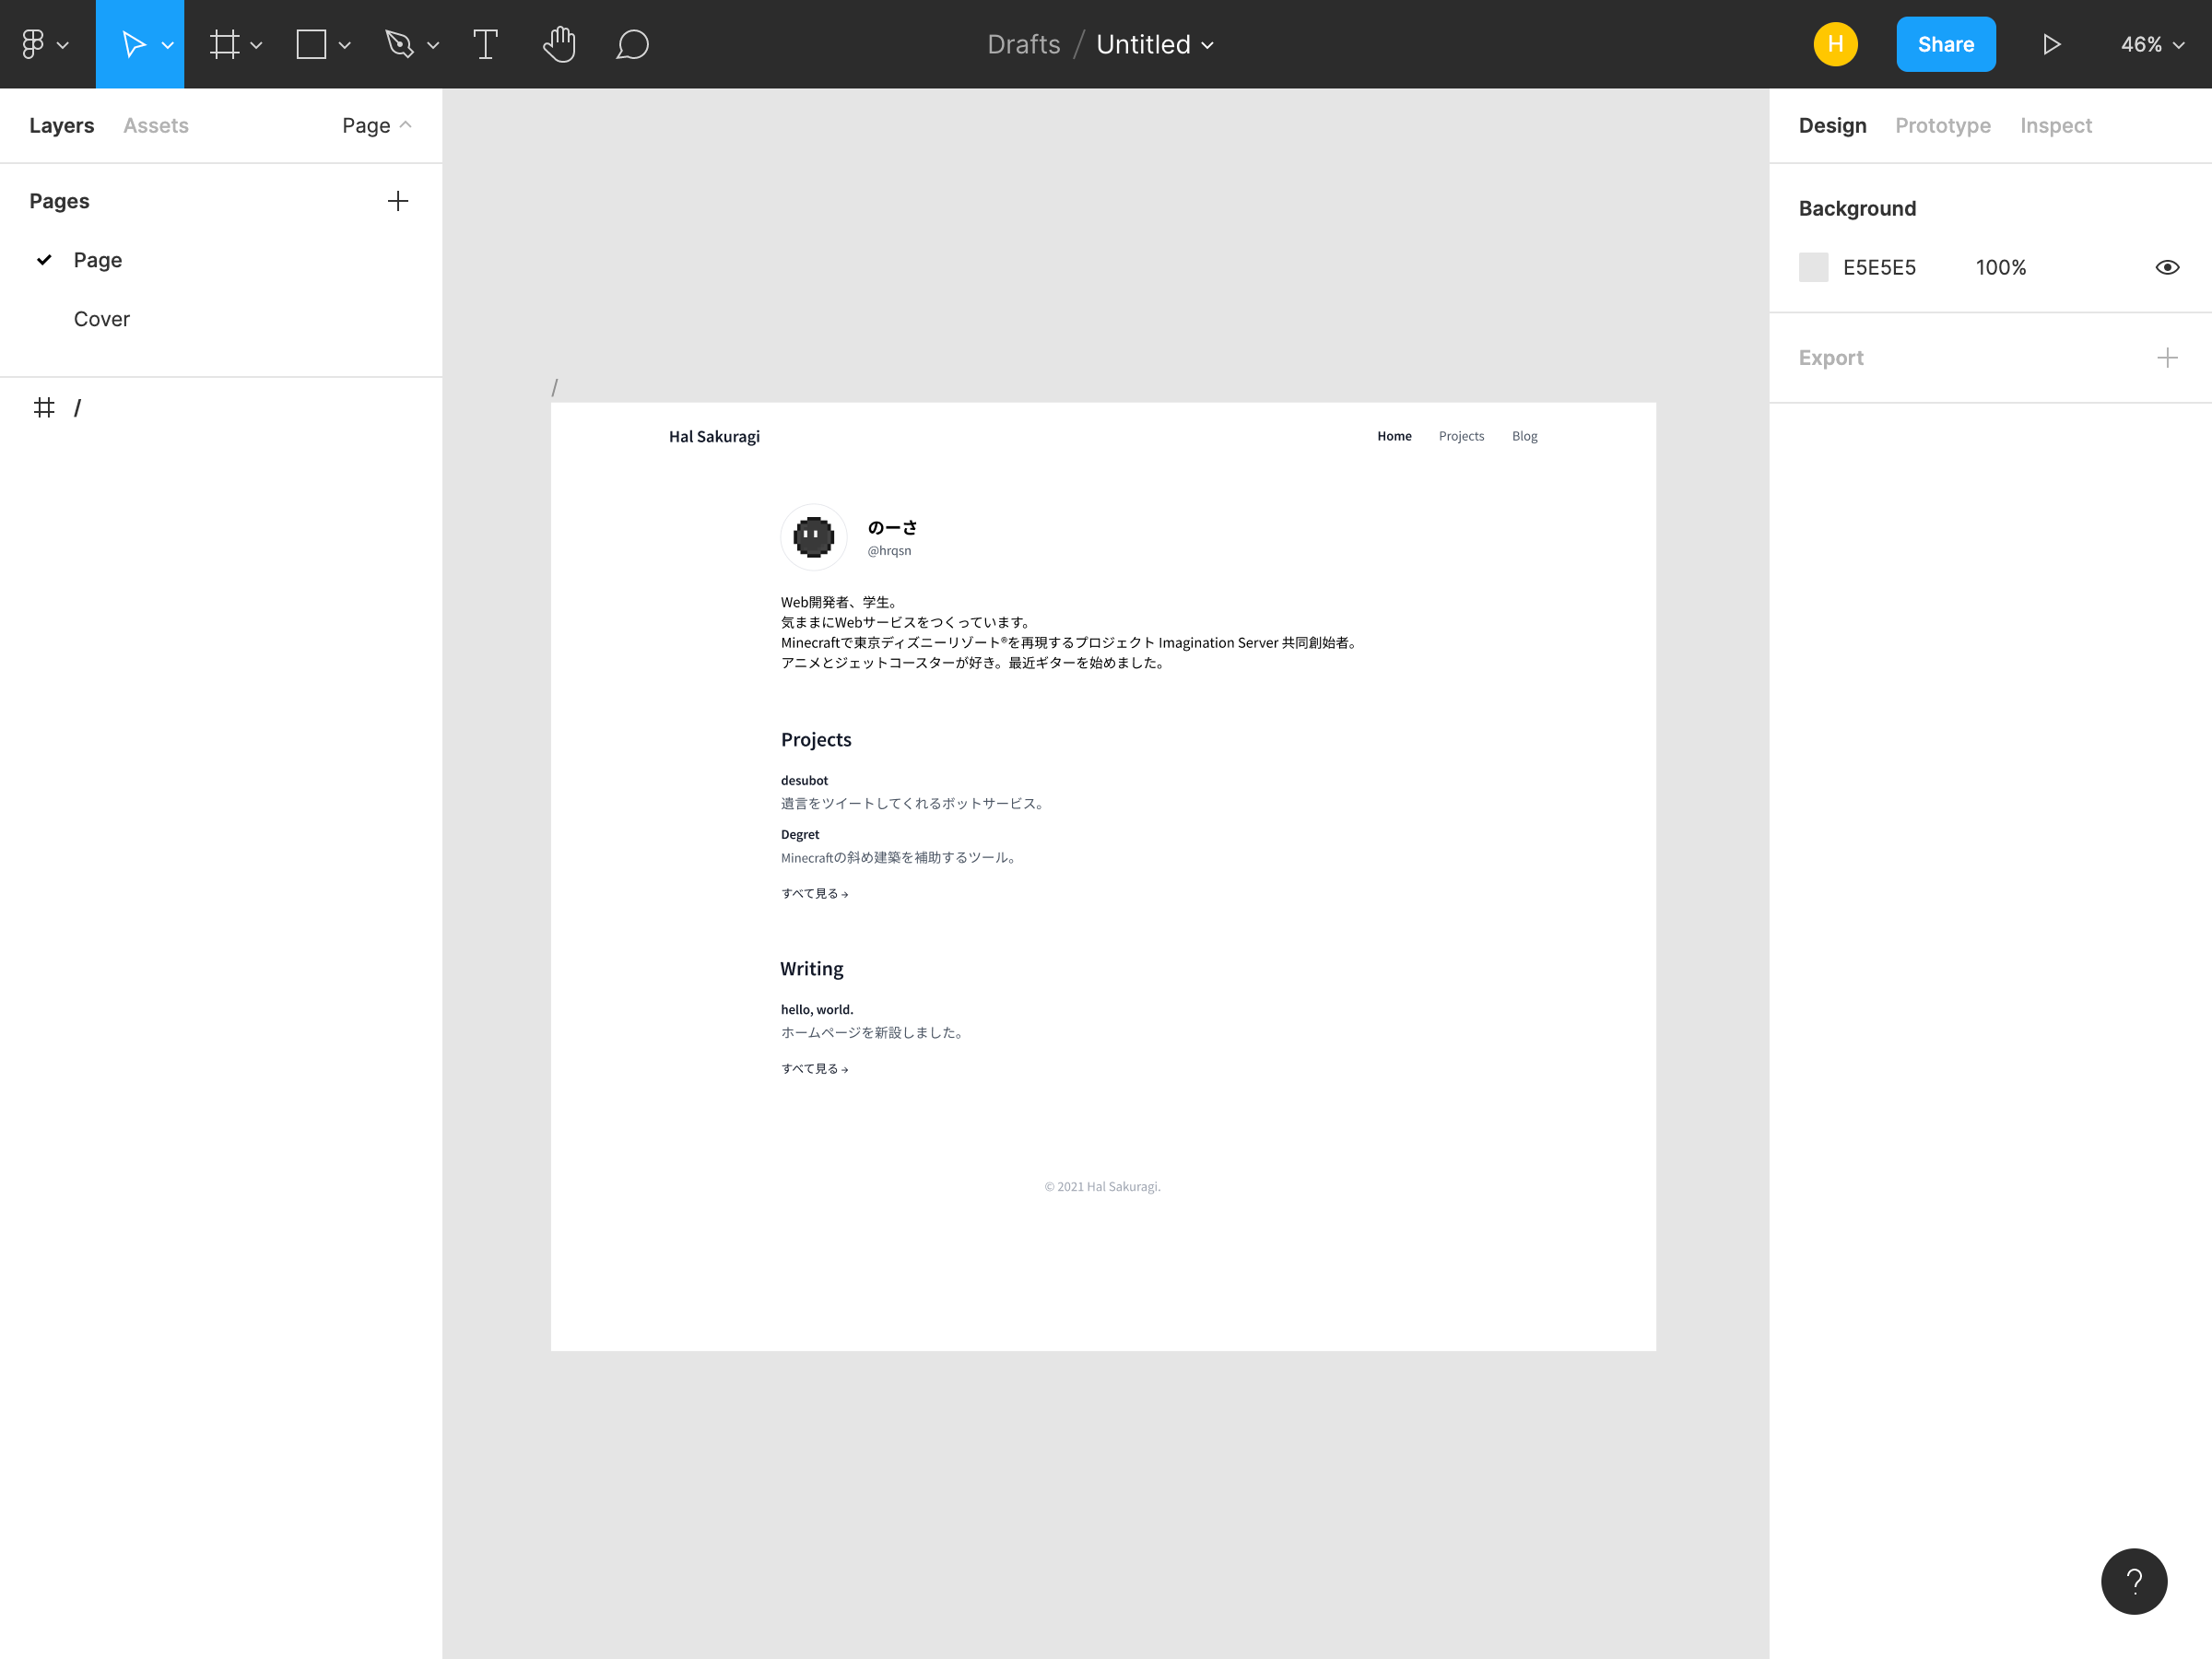 Drafts / Untitled
H
Share
46%
Layers
Assets
Page
Pages
Page
Cover
/
/
Hal Sakuragi
Home
Projects
Blog
のーさ
@hrqsn
Web開発者、学生。
気ままにWebサービスをつくっています。
Minecraftで東京ディズニーリゾート®を再現するプロジェクト Imagination Server 共同創始者。
アニメとジェットコースターが好き。最近ギターを始めました。
Projects
desubot
遺言をツイートしてくれるボットサービス。
Degret
Minecraftの斜め建築を補助するツール。
すべて見る→
Writing
hello, world.
ホームページを新設しました。
すべて見る→
© 2021 Hal Sakuragi.
Design
Prototype
Inspect
Background
E5E5E5
100%
Export
?